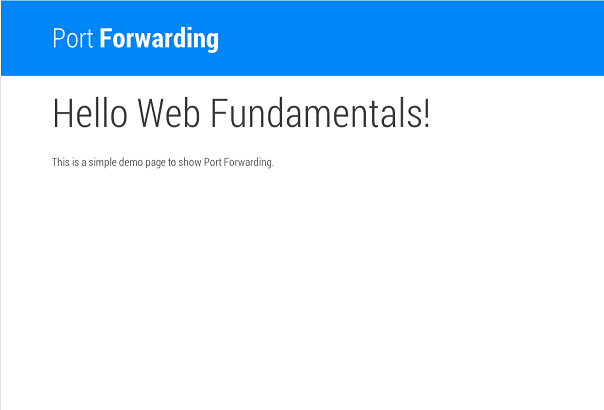 Port Forwarding
Hello Web Fundamentals!
This is a simple demo page to show Port Forwarding.